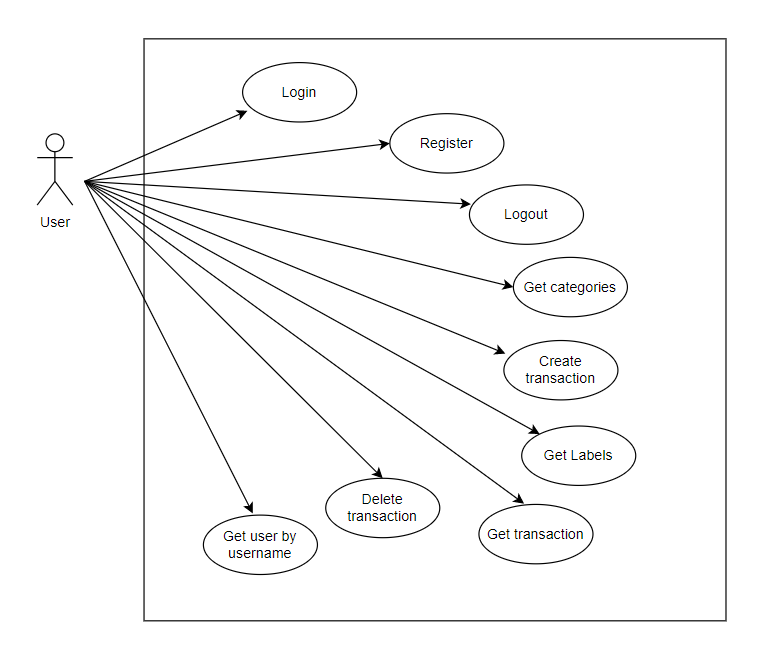 Login
Register
User
Logout
Get categories
Create
transaction
Get Labels
Delete
transaction
Get transaction
Get user by
username